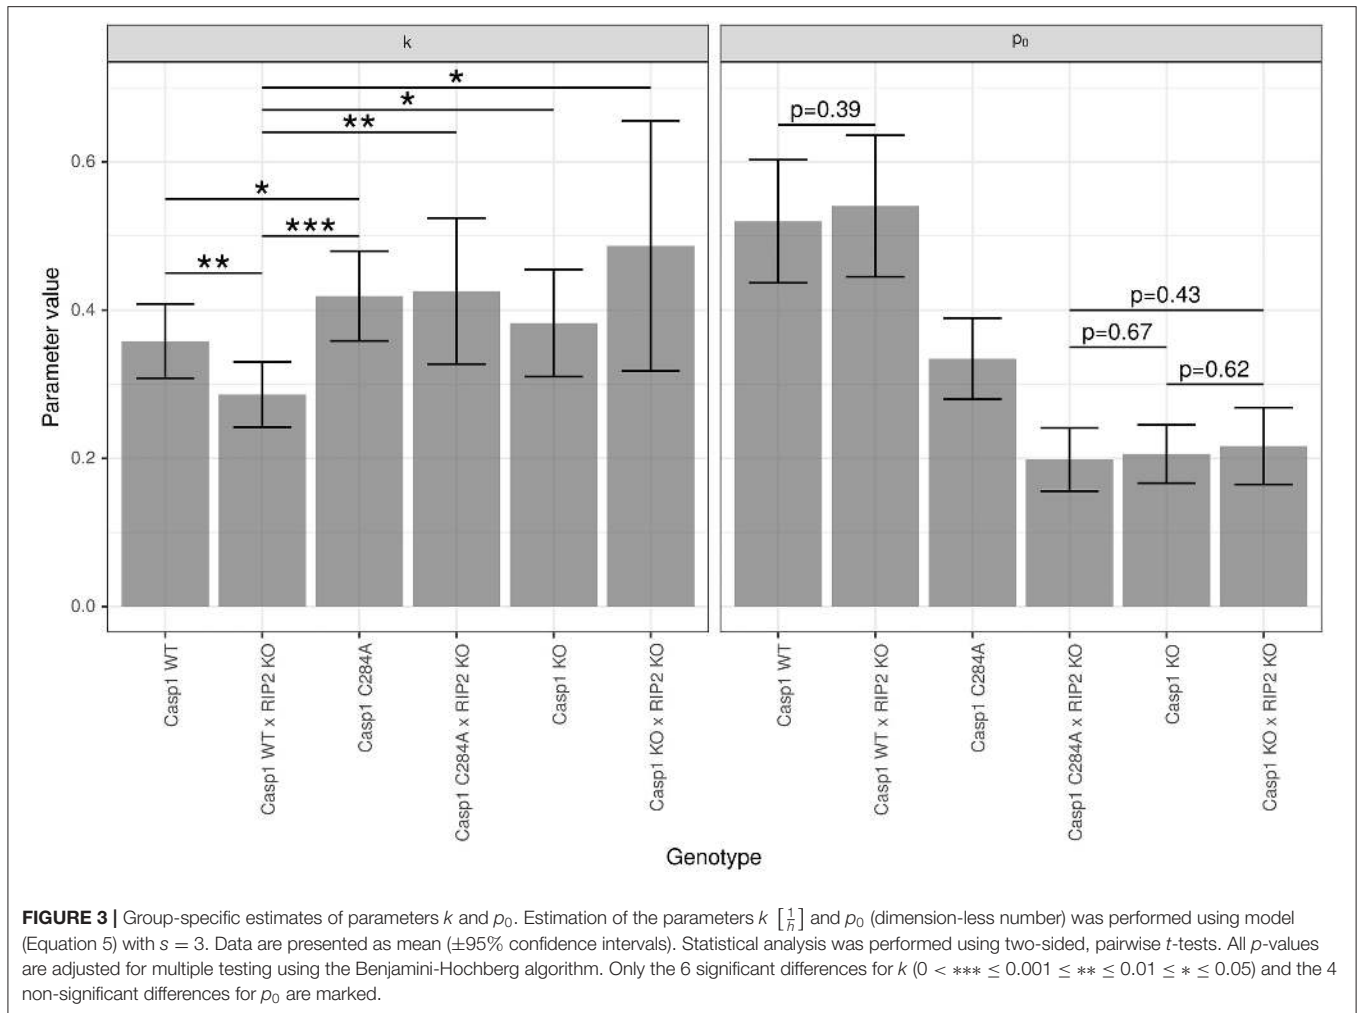 k
p₀
*
*
**
*
***
**
p=0.39
p=0.43
p=0.67
p=0.62
Parameter value
0.6
0.4
0.2
0.0
Casp1 WT
Casp1 WT x RIP2 KO
Casp1 C284A
Casp1 C284A x RIP2 KO
Casp1 KO
Casp1 KO x RIP2 KO
Casp1 WT
Casp1 WT x RIP2 KO
Casp1 C284A
Casp1 C284A x RIP2 KO
Casp1 KO
Casp1 KO x RIP2 KO
Genotype
FIGURE 3 | Group-specific estimates of parameters k and p₀. Estimation of the parameters k [1/h] and p₀ (dimension-less number) was performed using model
(Equation 5) with s = 3. Data are presented as mean (±95% confidence intervals). Statistical analysis was performed using two-sided, pairwise t-tests. All p-values
are adjusted for multiple testing using the Benjamini-Hochberg algorithm. Only the 6 significant differences for k (0 < *** ≤ 0.001 ≤ ** ≤ 0.01 ≤ * ≤ 0.05) and the 4
non-significant differences for p₀ are marked.